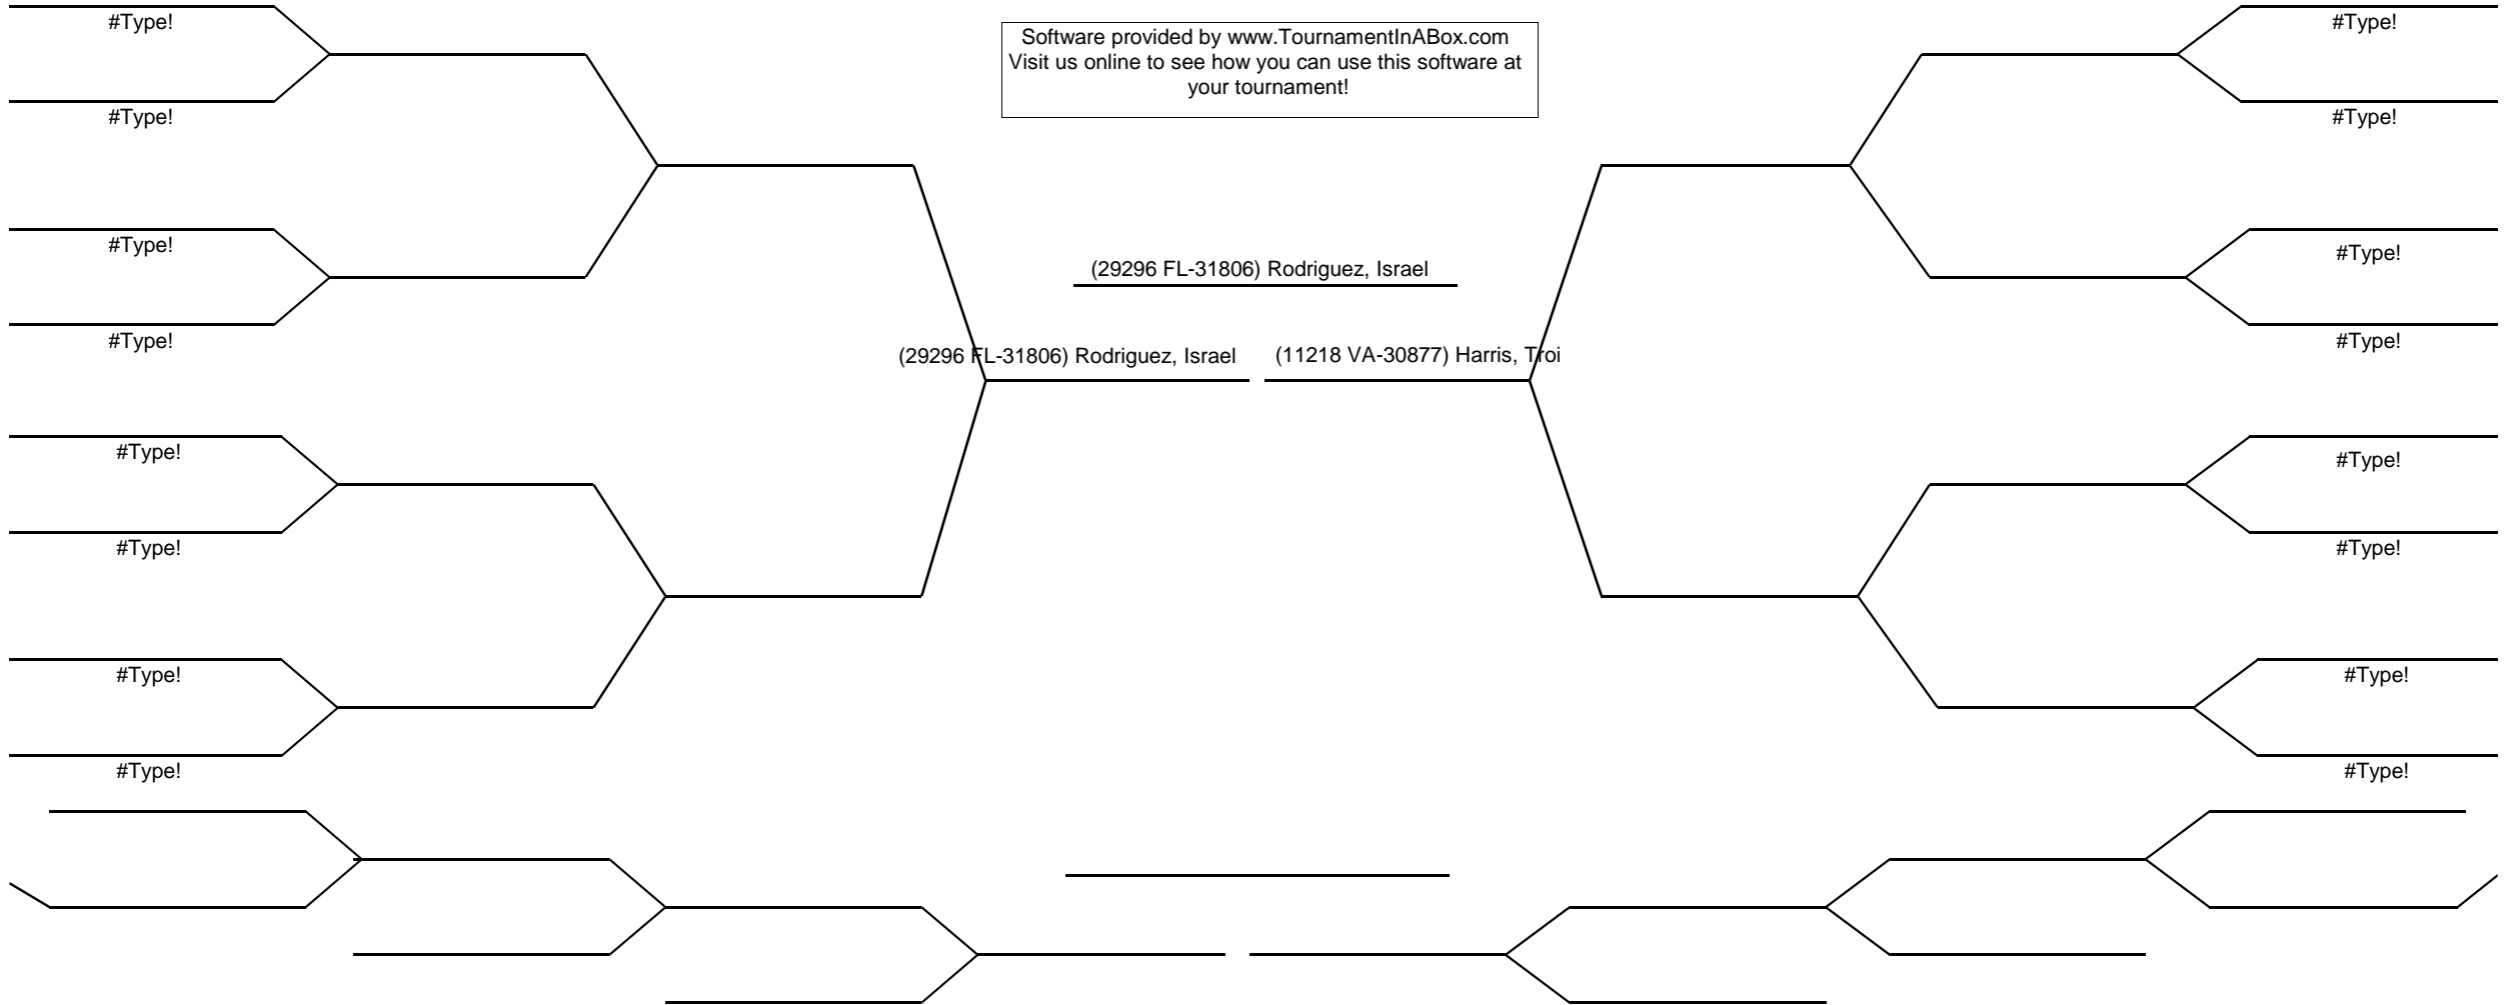 #Type!
#Type!
Software provided by www.TournamentInABox.com
Visit us online to see how you can use this software at
your tournament!
#Type!
#Type!
#Type!
(29296 FL-31806) Rodriguez, Israel
#Type!
#Type!
(29296 FL-31806) Rodriguez, Israel
(11218 VA-30877) Harris, Troi
#Type!
#Type!
#Type!
#Type!
#Type!
#Type!
#Type!
#Type!
#Type!